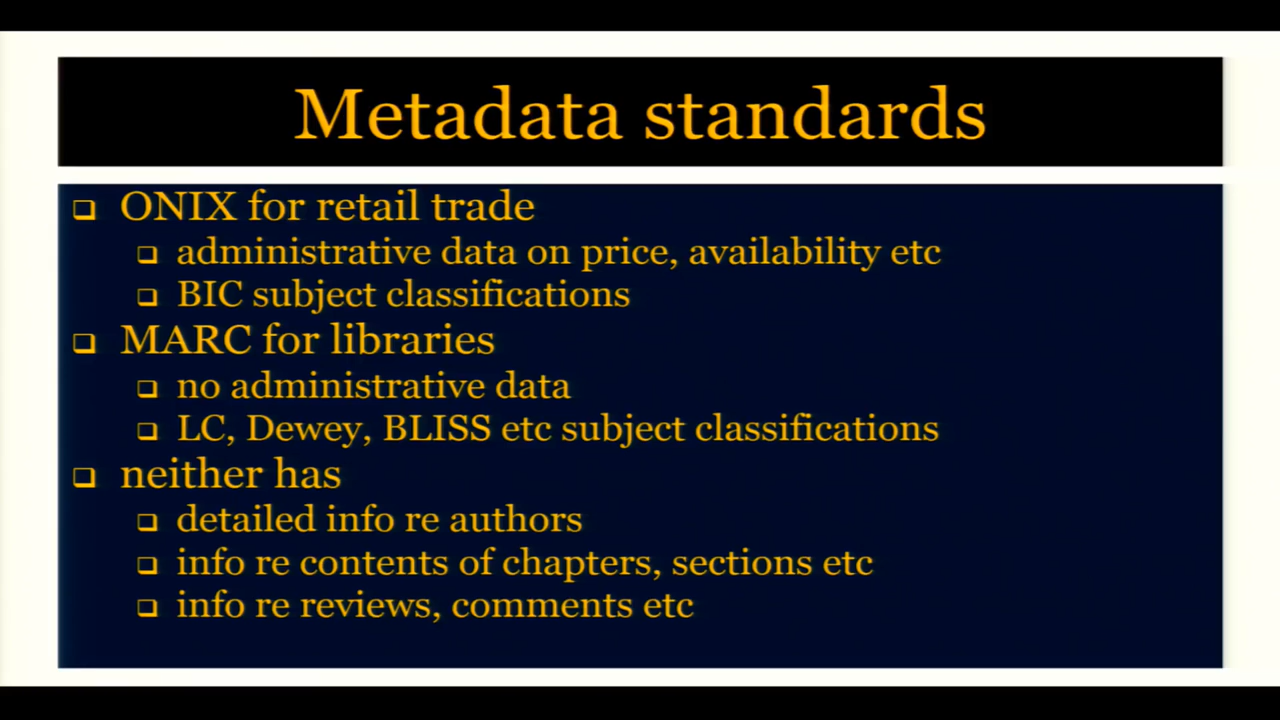 Metadata standards
ONIX for retail trade
administrative data on price, availability etc
BIC subject classifications
MARC for libraries
no administrative data
LC, Dewey, BLISS etc subject classifications
neither has
detailed info re authors
info re contents of chapters, sections etc
info re reviews, comments etc